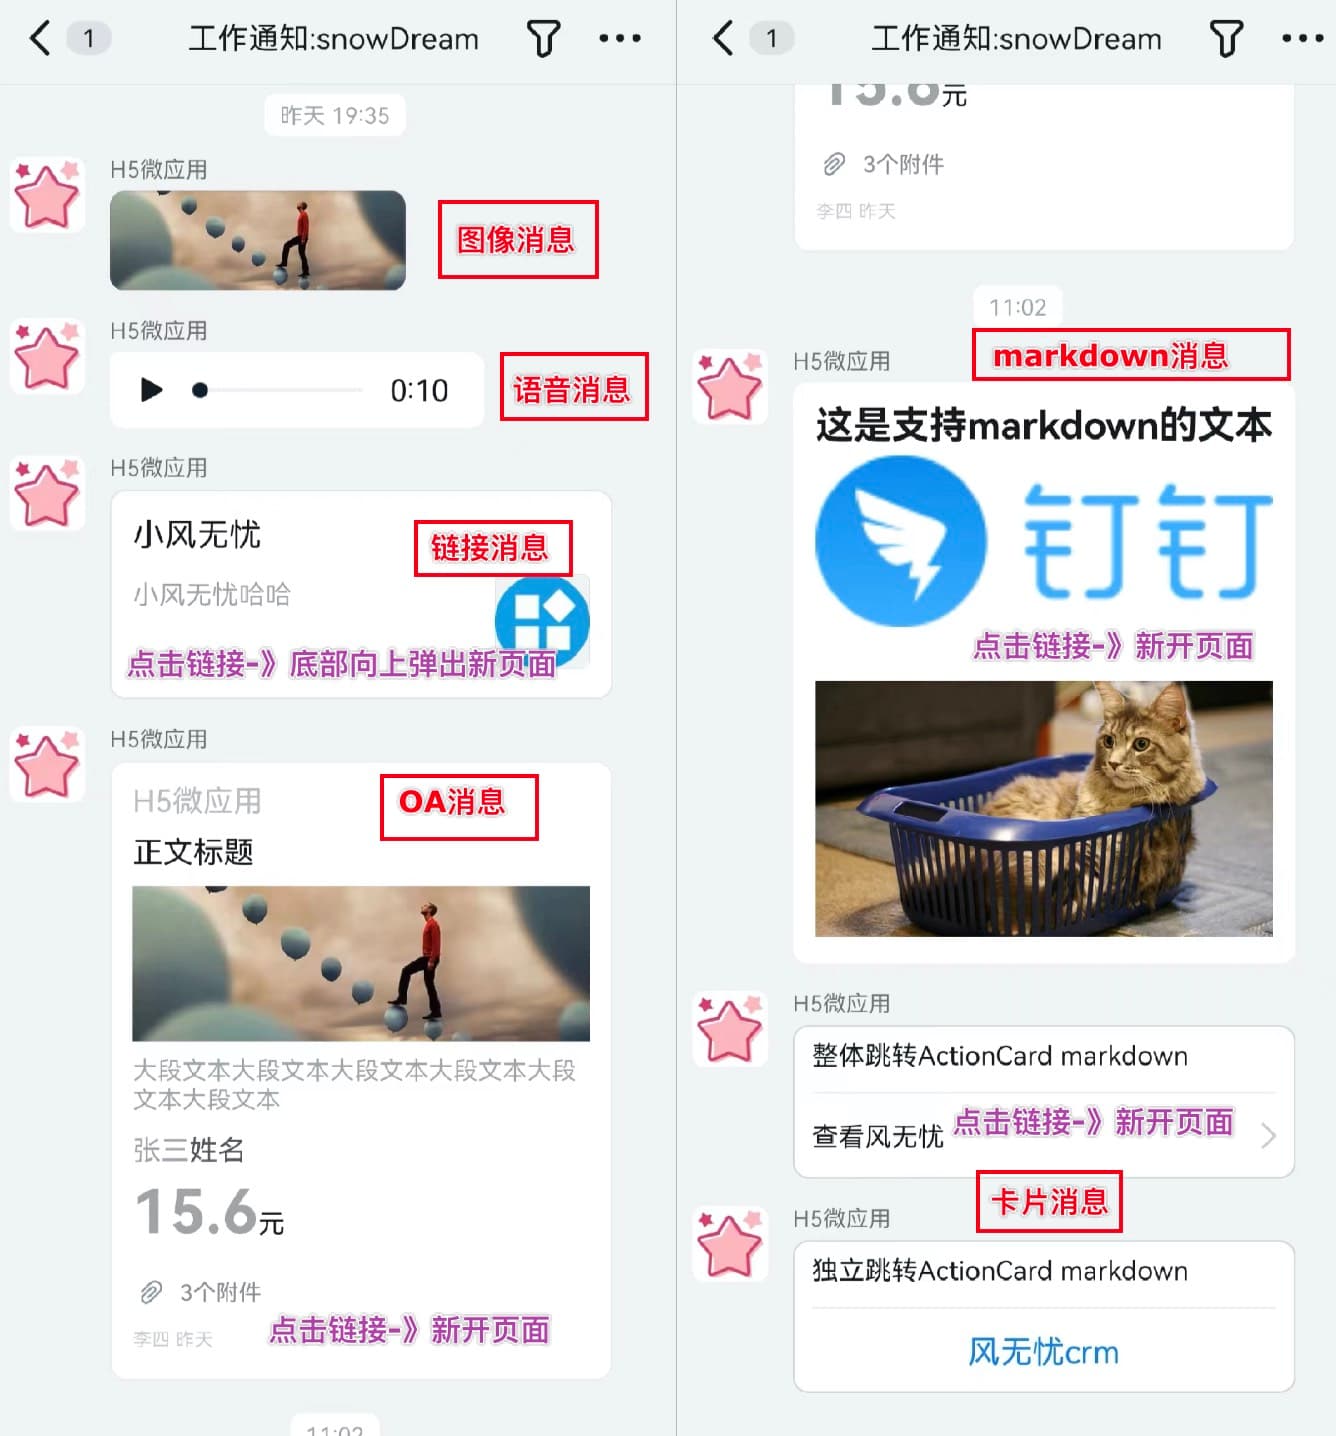 1
工作通知:snowDream
昨天 19:35
H5微应用
图像消息
H5微应用
0:10
语音消息
H5微应用
小风无忧
链接消息
小风无忧哈哈
点击链接-》底部向上弹出新页面
H5微应用
H5微应用
OA消息
正文标题
大段文本大段文本大段文本大段文本大段
文本大段文本
张三姓名
15.6元
3个附件
李四 昨天
点击链接-》新开页面
11:02
1
工作通知:snowDream
15.6元
3个附件
李四 昨天
11:02
markdown消息
H5微应用
这是支持markdown的文本
钉钉
点击链接-》新开页面
H5微应用
整体跳转ActionCard markdown
查看风无忧
点击链接-》新开页面
卡片消息
H5微应用
独立跳转ActionCard markdown
风无忧crm